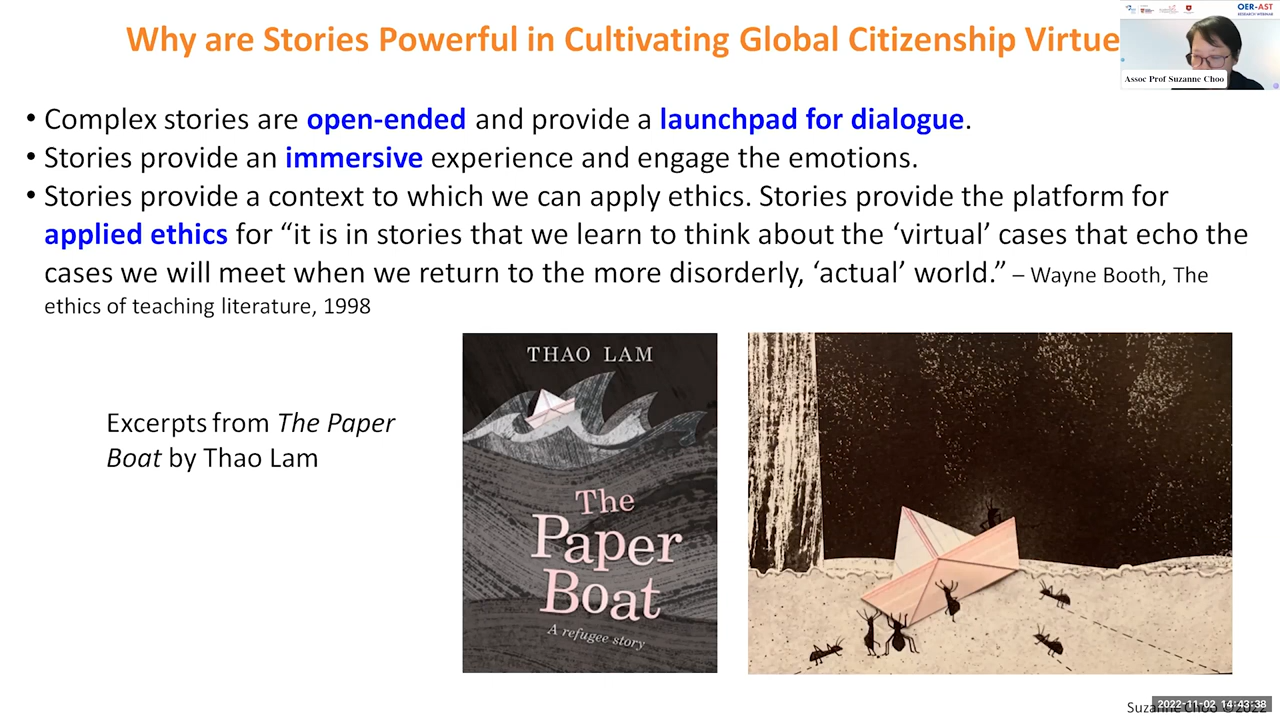 Why are Stories Powerful in Cultivating Global Citizenship Virtue
OER-AST
RESEARCH WEBINAR
Assoc Prof Suzanne Choo
• Complex stories are open-ended and provide a launchpad for dialogue.
• Stories provide an immersive experience and engage the emotions.
• Stories provide a context to which we can apply ethics. Stories provide the platform for
applied ethics for “it is in stories that we learn to think about the ‘virtual’ cases that echo the
cases we will meet when we return to the more disorderly, ‘actual’ world.” – Wayne Booth, The
ethics of teaching literature, 1998
Excerpts from The Paper
Boat by Thao Lam
THAO LAM
The
Paper
Boat
A refugee story
Suzanne Choo ©2022
2022-11-02 14:43:38